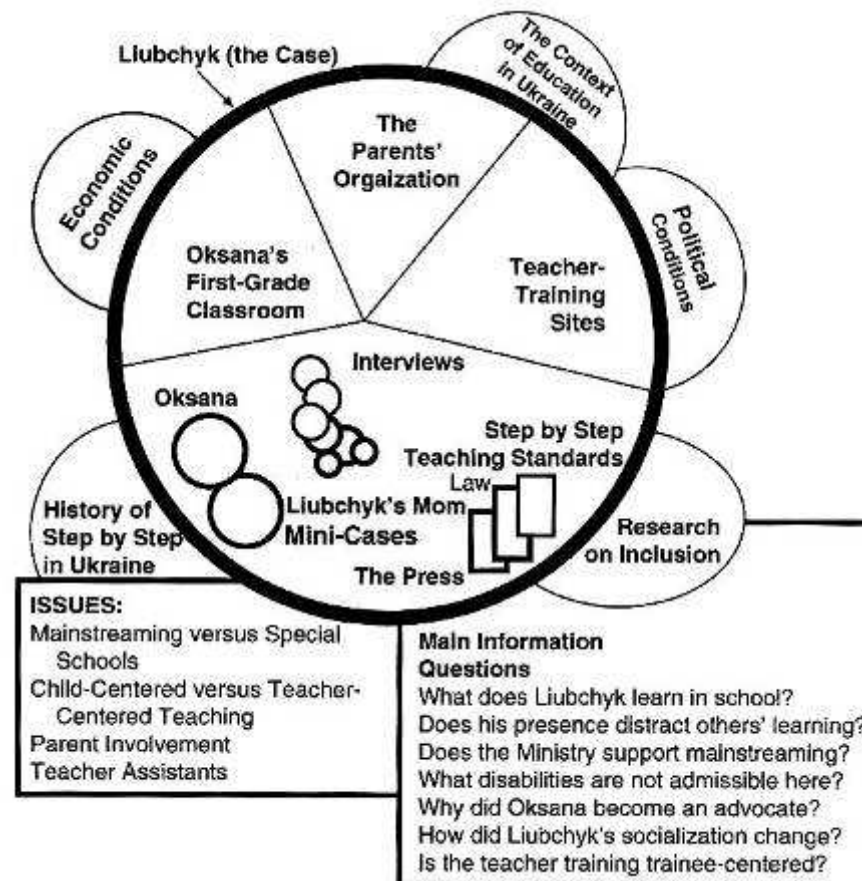 Liubchyk (the Case)
The Context
of Education
in Ukraine
Economic
Conditions
The
Parents'
Orgaization
Political
Conditions
Oksana's
First-Grade
Classroom
Teacher-
Training
Sites
Interviews
Oksana
Step by Step
Teaching Standards
Law
Liubchyk's Mom
Mini-Cases
The Press
History of
Step by Step
in Ukraine
Research
on Inclusion
ISSUES:
Mainstreaming versus Special
Schools
Child-Centered versus Teacher-
Centered Teaching
Parent Involvement
Teacher Assistants
Main Information
Questions
What does Liubchyk learn in school?
Does his presence distract others' learning?
Does the Ministry support mainstreaming?
What disabilities are not admissible here?
Why did Oksana become an advocate?
How did Liubchyk's socialization change?
Is the teacher training trainee-centered?